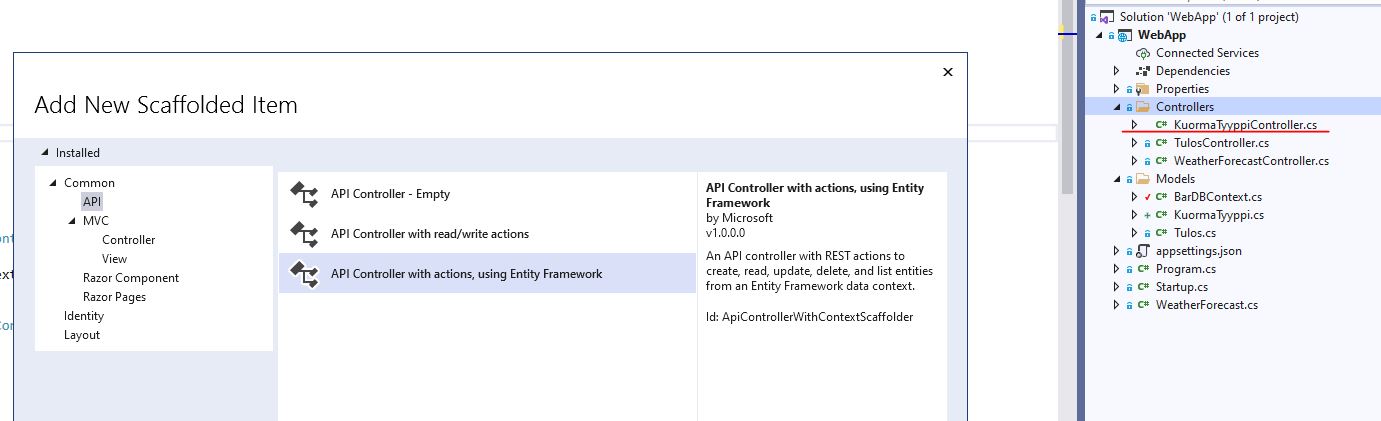 Add New Scaffolded Item
Installed
Common
API
MVC
Controller
View
Razor Component
Razor Pages
Identity
Layout
API Controller - Empty
API Controller with read/write actions
API Controller with actions, using Entity Framework
API Controller with actions, using Entity
Framework
by Microsoft
v1.0.0.0
An API controller with REST actions to
create, read, update, delete, and list entities
from an Entity Framework data context.
Id: ApiControllerWithContextScaffolder
Solution 'WebApp' (1 of 1 project)
WebApp
Connected Services
Dependencies
Properties
Controllers
C# KuormaTyyppiController.cs
C# TulosController.cs
C# WeatherForecastController.cs
Models
C# BarDBContext.cs
C# KuormaTyyppi.cs
C# Tulos.cs
appsettings.json
C# Program.cs
C# Startup.cs
C# WeatherForecast.cs